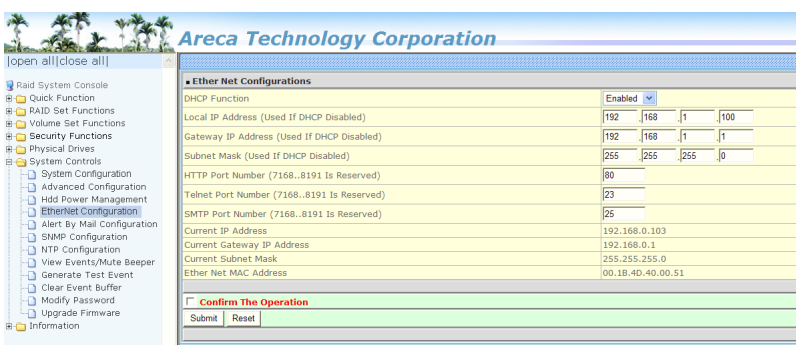 Areca Technology Corporation
|open all|close all|
Raid System Console
Quick Function
RAID Set Functions
Volume Set Functions
Security Functions
Physical Drives
System Controls
System Configuration
Advanced Configuration
Hdd Power Management
EtherNet Configuration
Alert By Mail Configuration
SNMP Configuration
NTP Configuration
View Events/Mute Beeper
Generate Test Event
Clear Event Buffer
Modify Password
Upgrade Firmware
Information
Ether Net Configurations
DHCP Function Enabled
Local IP Address (Used If DHCP Disabled) 192 . 168 . 1 . 100
Gateway IP Address (Used If DHCP Disabled) 192 . 168 . 1 . 1
Subnet Mask (Used If DHCP Disabled) 255 . 255 . 255 . 0
HTTP Port Number (7168..8191 Is Reserved) 80
Telnet Port Number (7168..8191 Is Reserved) 23
SMTP Port Number (7168..8191 Is Reserved) 25
Current IP Address 192.168.0.103
Current Gateway IP Address 192.168.0.1
Current Subnet Mask 255.255.255.0
Ether Net MAC Address 00.1B.4D.40.00.51
Confirm The Operation
Submit Reset